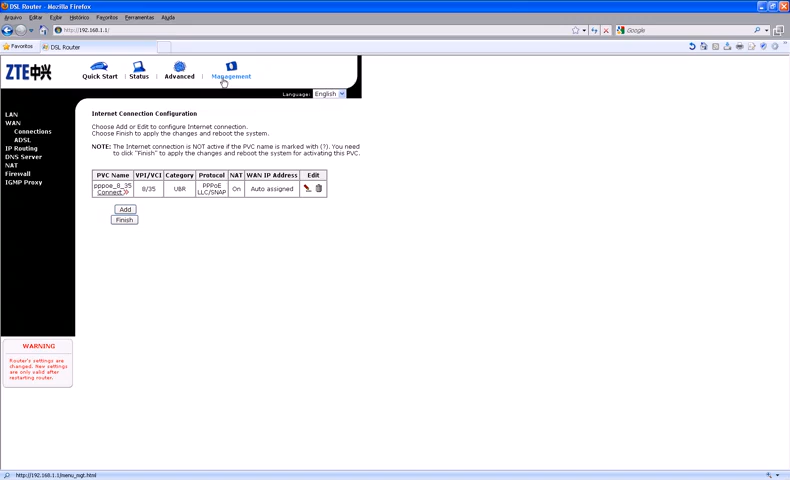 DSL Router - Mozilla Firefox
Arquivo Editar Exibir Histórico Favoritos Ferramentas Ajuda
http://192.168.1.1/
Google
Favoritos DSL Router
ZTE中兴
Quick Start Status Advanced Management
Language: English
LAN
WAN
Connections
ADSL
IP Routing
DNS Server
NAT
Firewall
IGMP Proxy
Internet Connection Configuration
Choose Add or Edit to configure Internet connection.
Choose Finish to apply the changes and reboot the system.
NOTE: The Internet connection is NOT active if the PVC name is marked with (?). You need
to click "Finish" to apply the changes and reboot the system for activating this PVC.
PVC Name VPI/VCI Category Protocol NAT WAN IP Address Edit
pppoe_8_35
Connect >> 8/35 UBR PPPoE
LLC/SNAP On Auto assigned
Add
Finish
WARNING
Router's settings are
changed. New settings
are only valid after
restarting router.
http://192.168.1.1/menu_mgt.html